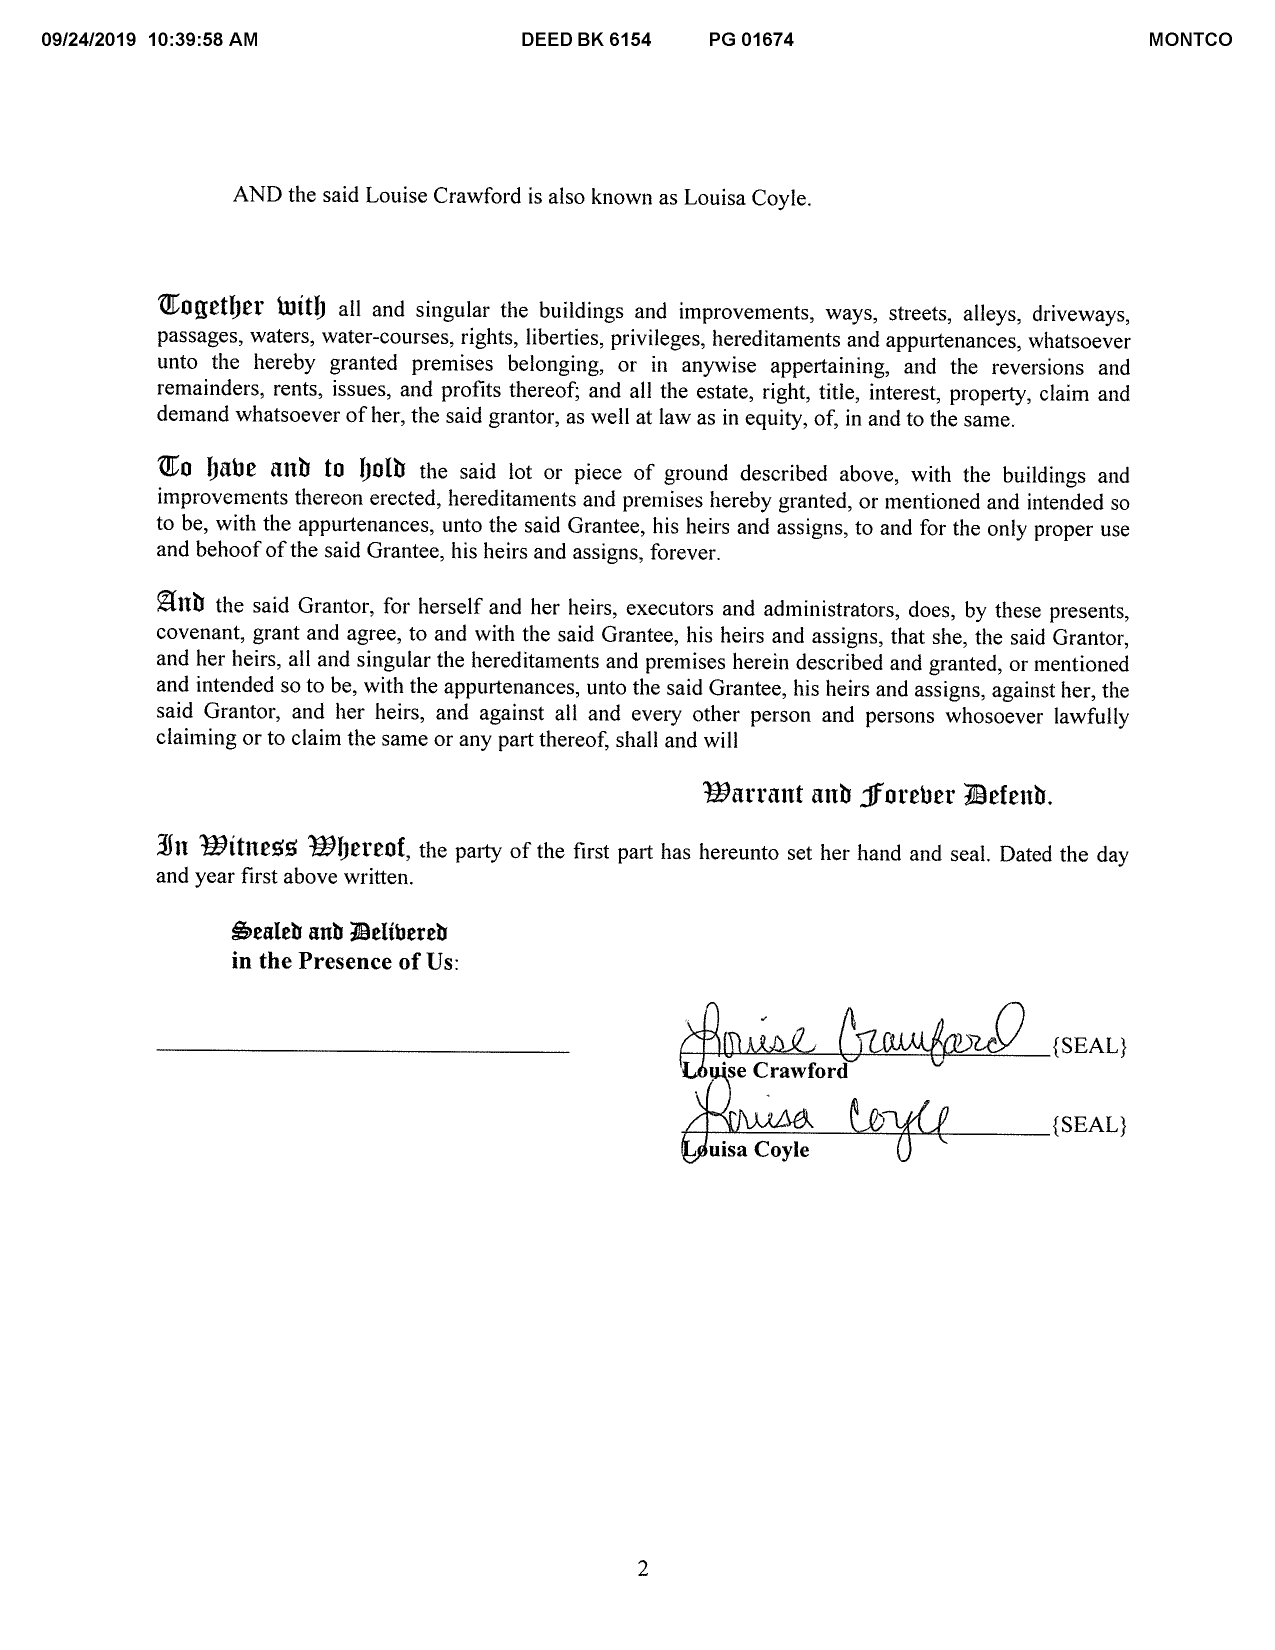 09/24/2019 10:39:58 AM DEED BK 6154 PG 01674 MONTCO
AND the said Louise Crawford is also known as Louisa Coyle.
Together with all and singular the buildings and improvements, ways, streets, alleys, driveways,
passages, waters, water-courses, rights, liberties, privileges, hereditaments and appurtenances, whatsoever
unto the hereby granted premises belonging, or in anywise appertaining, and the reversions and
remainders, rents, issues, and profits thereof; and all the estate, right, title, interest, property, claim and
demand whatsoever of her, the said grantor, as well at law as in equity, of, in and to the same.
To have and to hold the said lot or piece of ground described above, with the buildings and
improvements thereon erected, hereditaments and premises hereby granted, or mentioned and intended so
to be, with the appurtenances, unto the said Grantee, his heirs and assigns, to and for the only proper use
and behoof of the said Grantee, his heirs and assigns, forever.
And the said Grantor, for herself and her heirs, executors and administrators, does, by these presents,
covenant, grant and agree, to and with the said Grantee, his heirs and assigns, that she, the said Grantor,
and her heirs, all and singular the hereditaments and premises herein described and granted, or mentioned
and intended so to be, with the appurtenances, unto the said Grantee, his heirs and assigns, against her, the
said Grantor, and her heirs, and against all and every other person and persons whosoever lawfully
claiming or to claim the same or any part thereof, shall and will
Warrant and Forever Defend.
In Witness Whereof, the party of the first part has hereunto set her hand and seal. Dated the day
and year first above written.
Sealed and Delivered
in the Presence of Us:
Louise Crawford {SEAL}
Louise Crawford
Louisa Coyle {SEAL}
Louisa Coyle
2